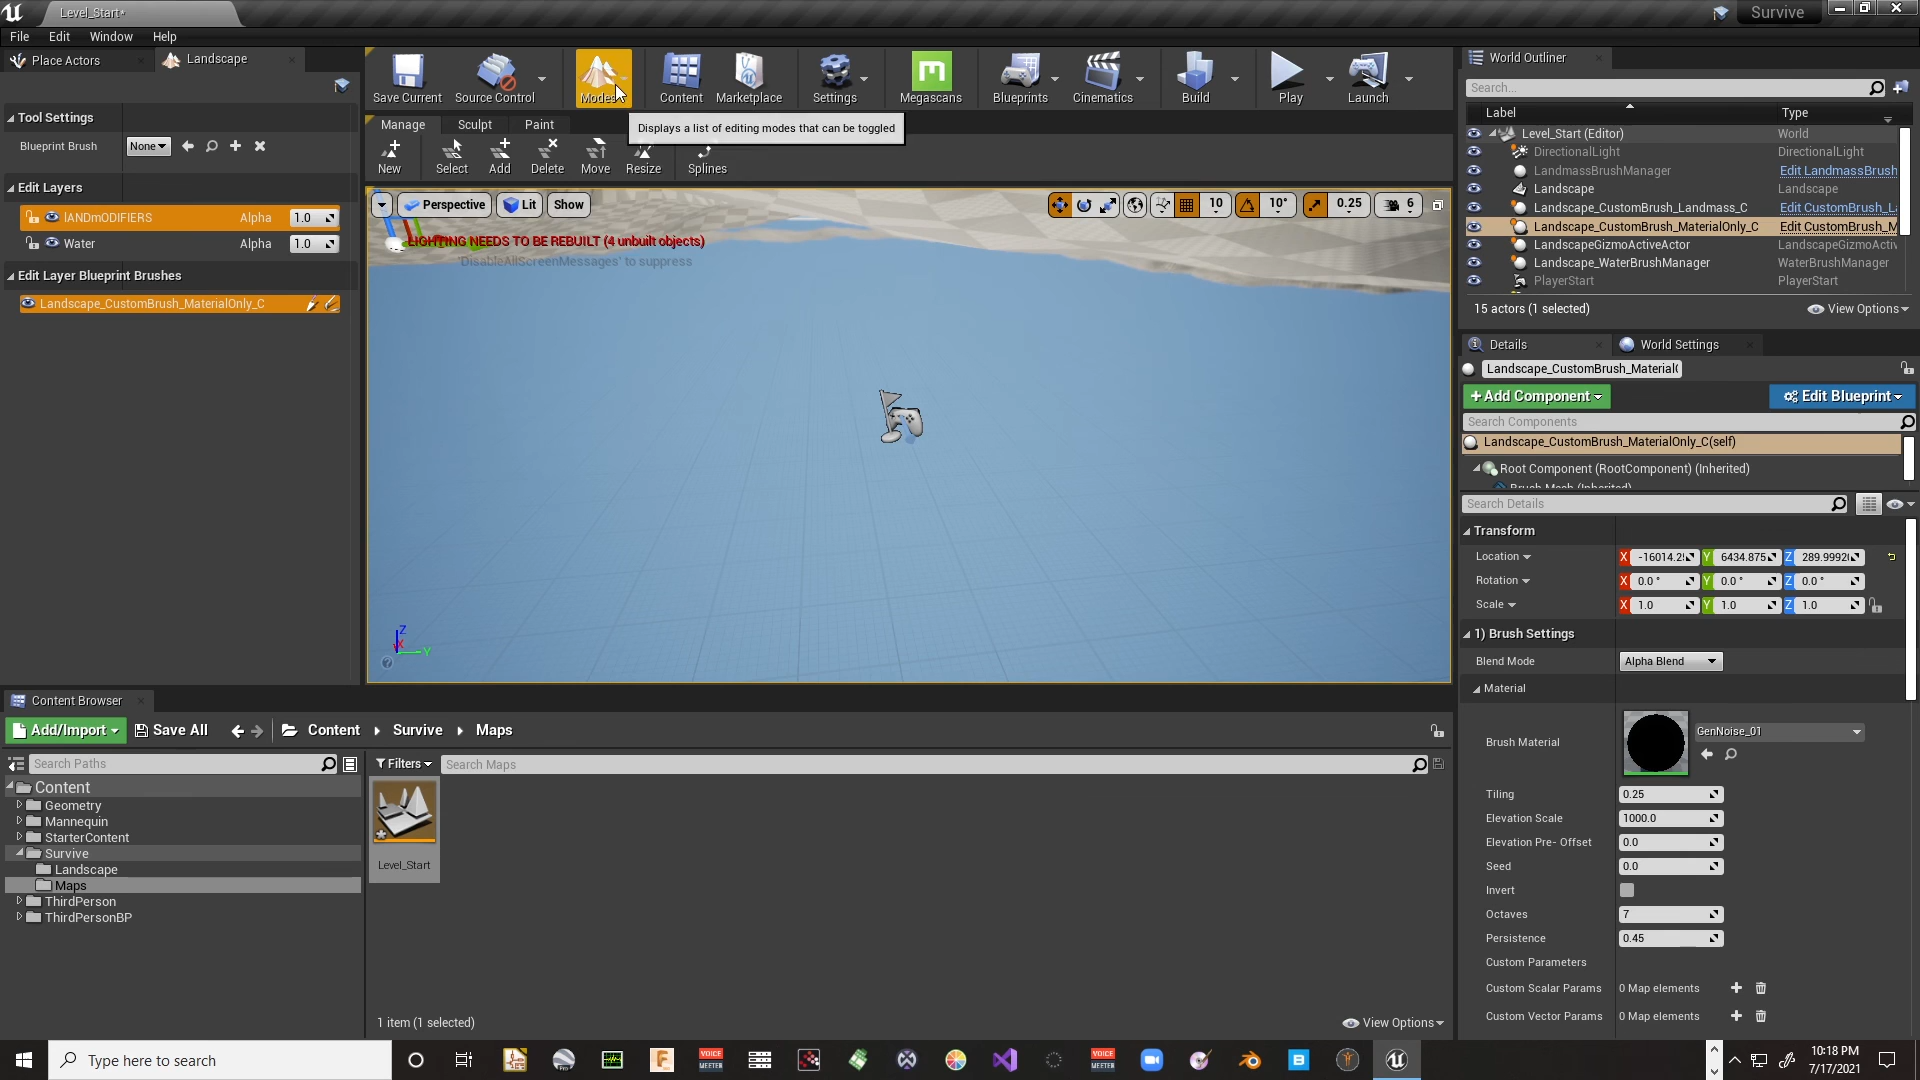 Level_Start*
Survive
File Edit Window Help
Place Actors
Landscape
Tool Settings
Blueprint Brush
None
Edit Layers
lANDmODIFIERS Alpha 1.0
Water Alpha 1.0
Edit Layer Blueprint Brushes
Landscape_CustomBrush_MaterialOnly_C
Save Current
Source Control
Modes
Content
Marketplace
Settings
Megascans
Blueprints
Cinematics
Build
Play
Launch
Manage Sculpt Paint
Displays a list of editing modes that can be toggled
New Select Add Delete Move Resize Splines
Perspective Lit Show
10 10° 0.25 6
LIGHTING NEEDS TO BE REBUILT (4 unbuilt objects)
'DisableAllScreenMessages' to suppress
Z
X
Y
World Outliner
Search...
Label Type
Level_Start (Editor) World
DirectionalLight DirectionalLight
LandmassBrushManager Edit LandmassBrush
Landscape Landscape
Landscape_CustomBrush_Landmass_C Edit CustomBrush_La
Landscape_CustomBrush_MaterialOnly_C Edit CustomBrush_M
LandscapeGizmoActiveActor LandscapeGizmoActiv
Landscape_WaterBrushManager WaterBrushManager
PlayerStart PlayerStart
15 actors (1 selected)
View Options
Details
World Settings
Landscape_CustomBrush_Material(
+Add Component
Edit Blueprint
Search Components
Landscape_CustomBrush_MaterialOnly_C(self)
Root Component (RootComponent) (Inherited)
Brush Mesh (Inherited)
Search Details
Transform
Location X -16014.2 Y 6434.875 Z 289.9992
Rotation X 0.0 ° Y 0.0 ° Z 0.0 °
Scale X 1.0 Y 1.0 Z 1.0
1) Brush Settings
Blend Mode Alpha Blend
Material
Brush Material GenNoise_01
Tiling 0.25
Elevation Scale 1000.0
Elevation Pre- Offset 0.0
Seed 0.0
Invert
Octaves 7
Persistence 0.45
Custom Parameters
Custom Scalar Params 0 Map elements
Custom Vector Params 0 Map elements
Content Browser
Add/Import
Save All
Content
Survive
Maps
Search Paths
Filters
Search Maps
Content
Geometry
Mannequin
StarterContent
Survive
Landscape
Maps
ThirdPerson
ThirdPersonBP
Level_Start
1 item (1 selected)
View Options
Type here to search
VOICE MEETER
VOICE MEETER
10:18 PM
7/17/2021